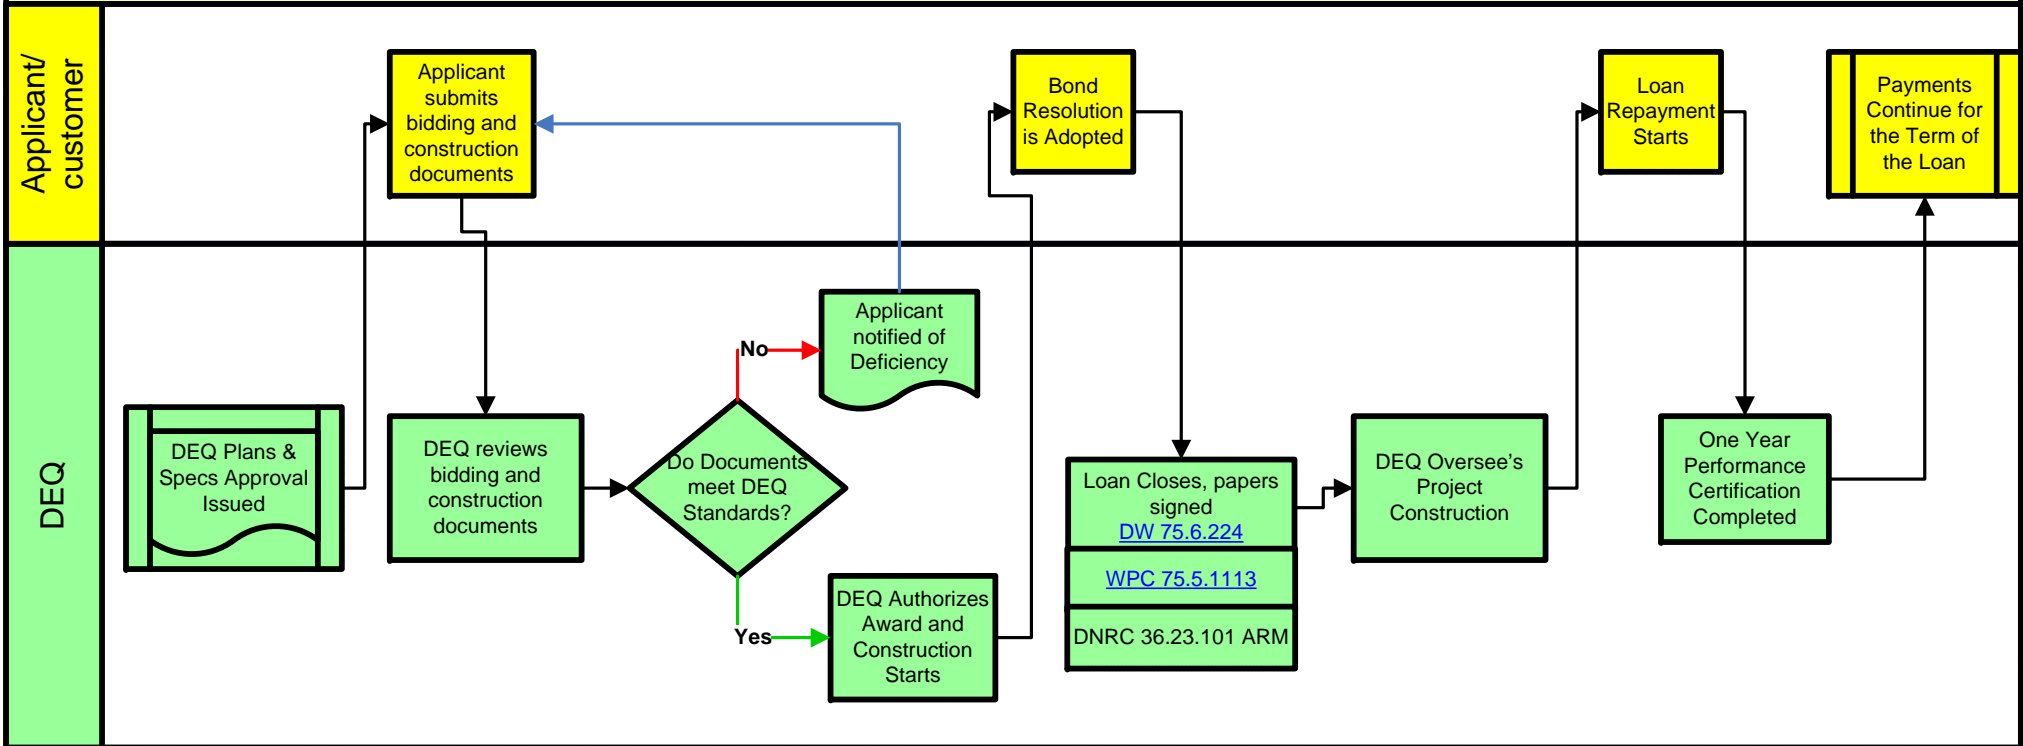 Applicant/
customer
Applicant
submits
bidding and
construction
documents
Bond
Resolution
is Adopted
Loan
Repayment
Starts
Payments
Continue for
the Term of
the Loan
DEQ
DEQ Plans &
Specs Approval
Issued
DEQ reviews
bidding and
construction
documents
Do Documents
meet DEQ
Standards?
No
Applicant
notified of
Deficiency
Yes
DEQ Authorizes
Award and
Construction
Starts
Loan Closes, papers
signed
DW 75.6.224
WPC 75.5.1113
DNRC 36.23.101 ARM
DEQ Oversee’s
Project
Construction
One Year
Performance
Certification
Completed